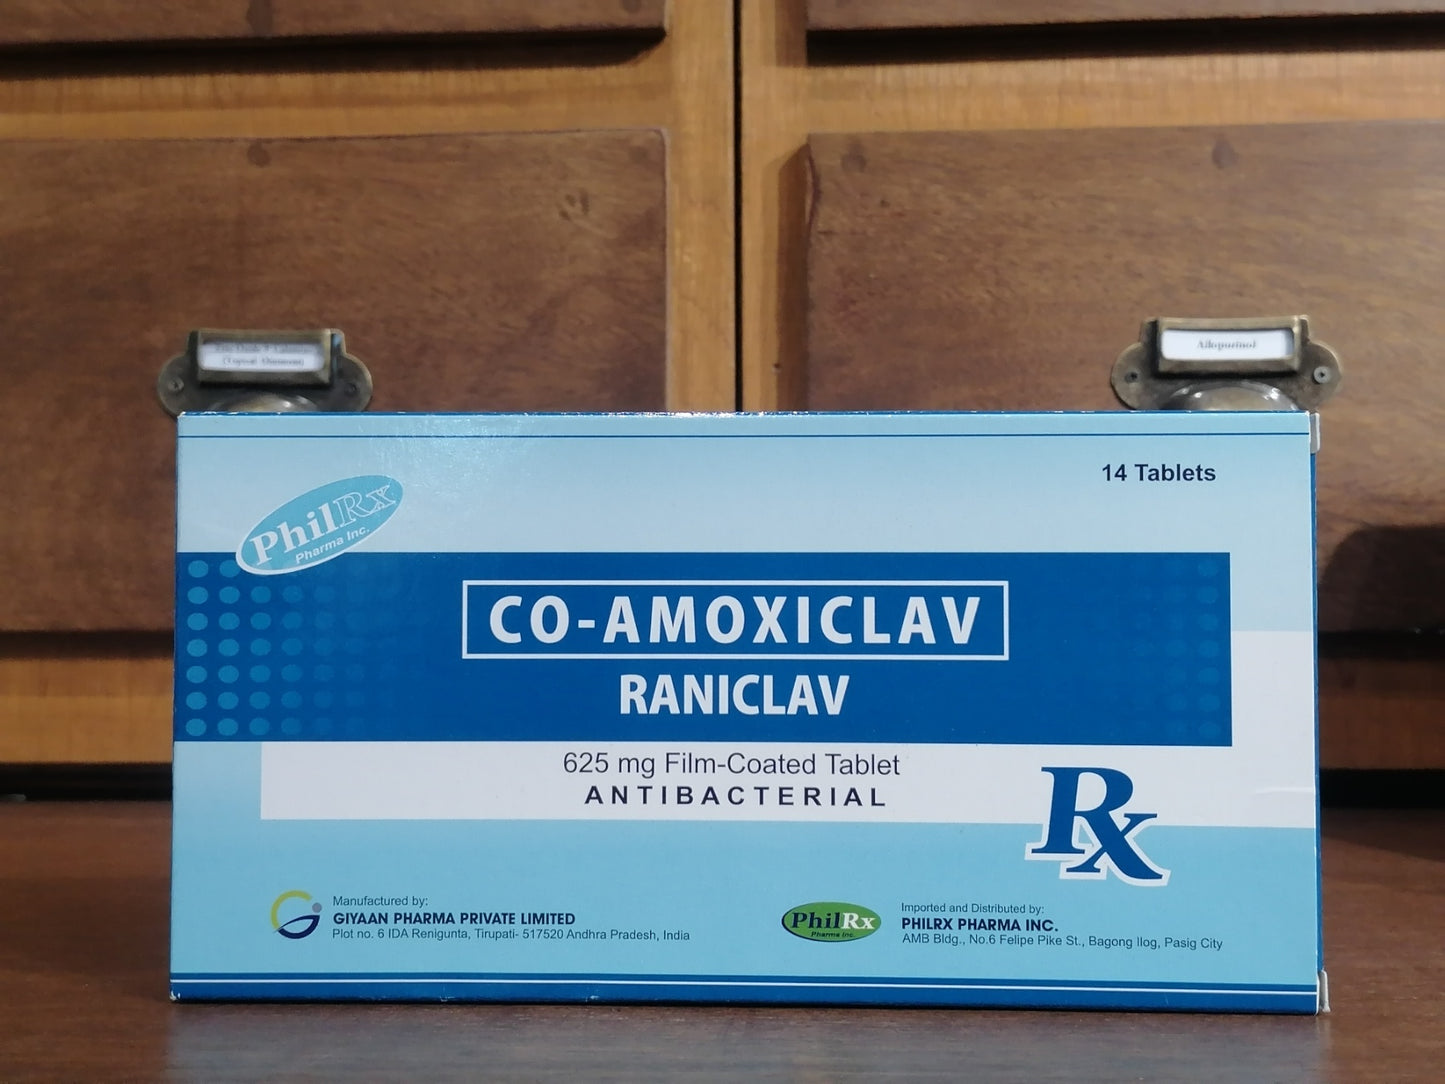 (Topical Ointment)
Allopurinol
14 Tablets
PhilRx
Pharma Inc.
CO-AMOXICLAV
RANICLAV
625 mg Film-Coated Tablet
ANTIBACTERIAL
Rx
Manufactured by:
GIYAAN PHARMA PRIVATE LIMITED
Plot no. 6 IDA Renigunta, Tirupati- 517520 Andhra Pradesh, India
PhilRx
Pharma Inc.
Imported and Distributed by:
PHILRX PHARMA INC.
AMB Bldg., No.6 Felipe Pike St., Bagong Ilog, Pasig City